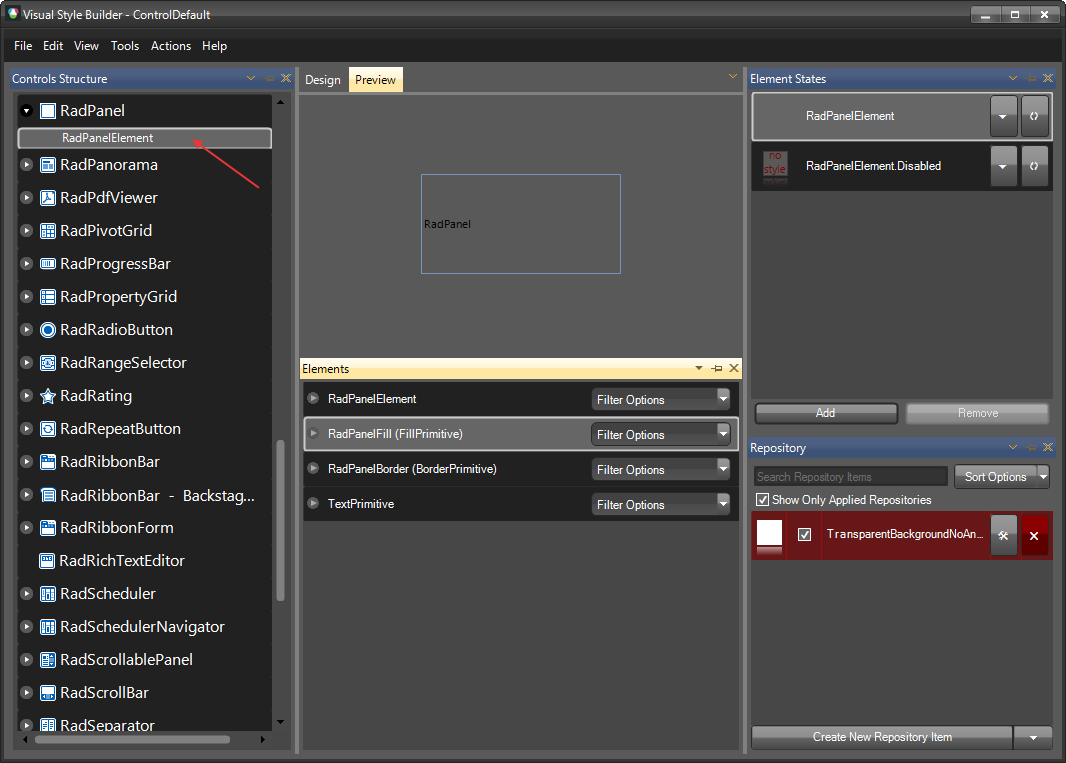 Visual Style Builder - ControlDefault
File Edit View Tools Actions Help
Controls Structure
RadPanel
RadPanelElement
RadPanorama
RadPdfViewer
RadPivotGrid
RadProgressBar
RadPropertyGrid
RadRadioButton
RadRangeSelector
RadRating
RadRepeatButton
RadRibbonBar
RadRibbonBar - Backstag...
RadRibbonForm
RadRichTextEditor
RadScheduler
RadSchedulerNavigator
RadScrollablePanel
RadScrollBar
RadSeparator
Design Preview
RadPanel
Elements
RadPanelElement Filter Options
RadPanelFill (FillPrimitive) Filter Options
RadPanelBorder (BorderPrimitive) Filter Options
TextPrimitive Filter Options
Element States
RadPanelElement
no
style
RadPanelElement.Disabled
Add Remove
Repository
Search Repository Items Sort Options
Show Only Applied Repositories
TransparentBackgroundNoAn...
Create New Repository Item